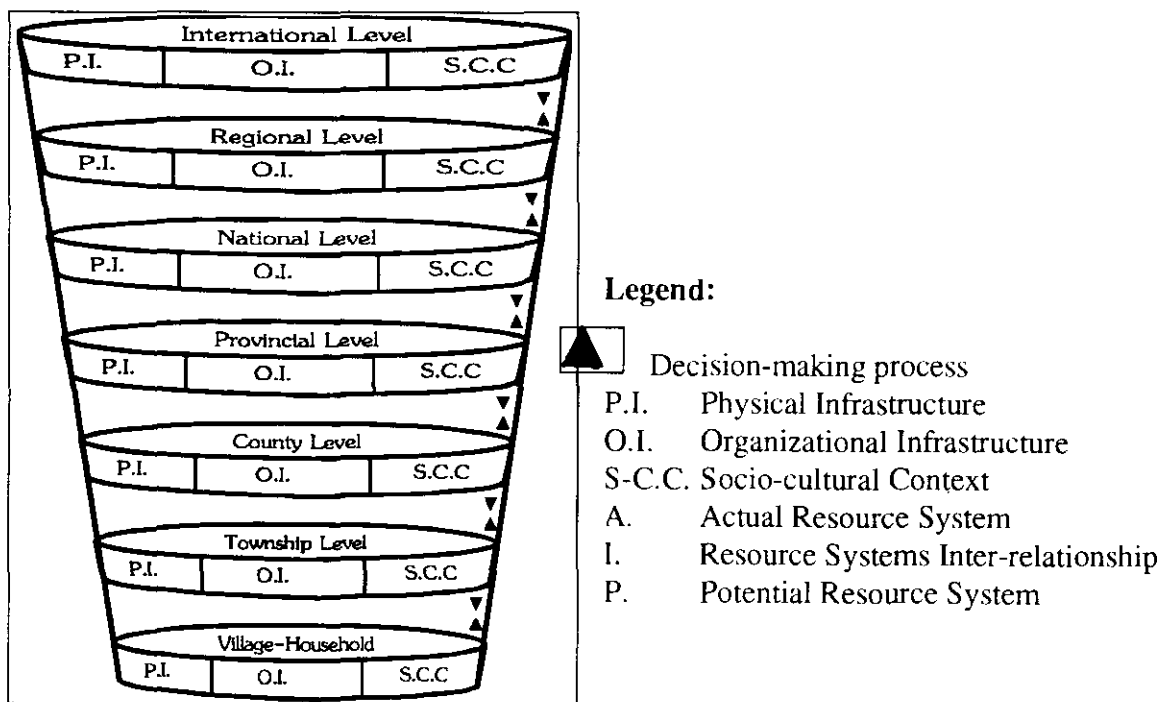 International Level
P.I. O.I. S.C.C
Regional Level
P.I. O.I. S.C.C
National Level
P.I. O.I. S.C.C
Provincial Level
P.I. O.I. S.C.C
County Level
P.I. O.I. S.C.C
Township Level
P.I. O.I. S.C.C
Village-Household
P.I. O.I. S.C.C
Legend:
Decision-making process
P.I. Physical Infrastructure
O.I. Organizational Infrastructure
S-C.C. Socio-cultural Context
A. Actual Resource System
I. Resource Systems Inter-relationship
P. Potential Resource System